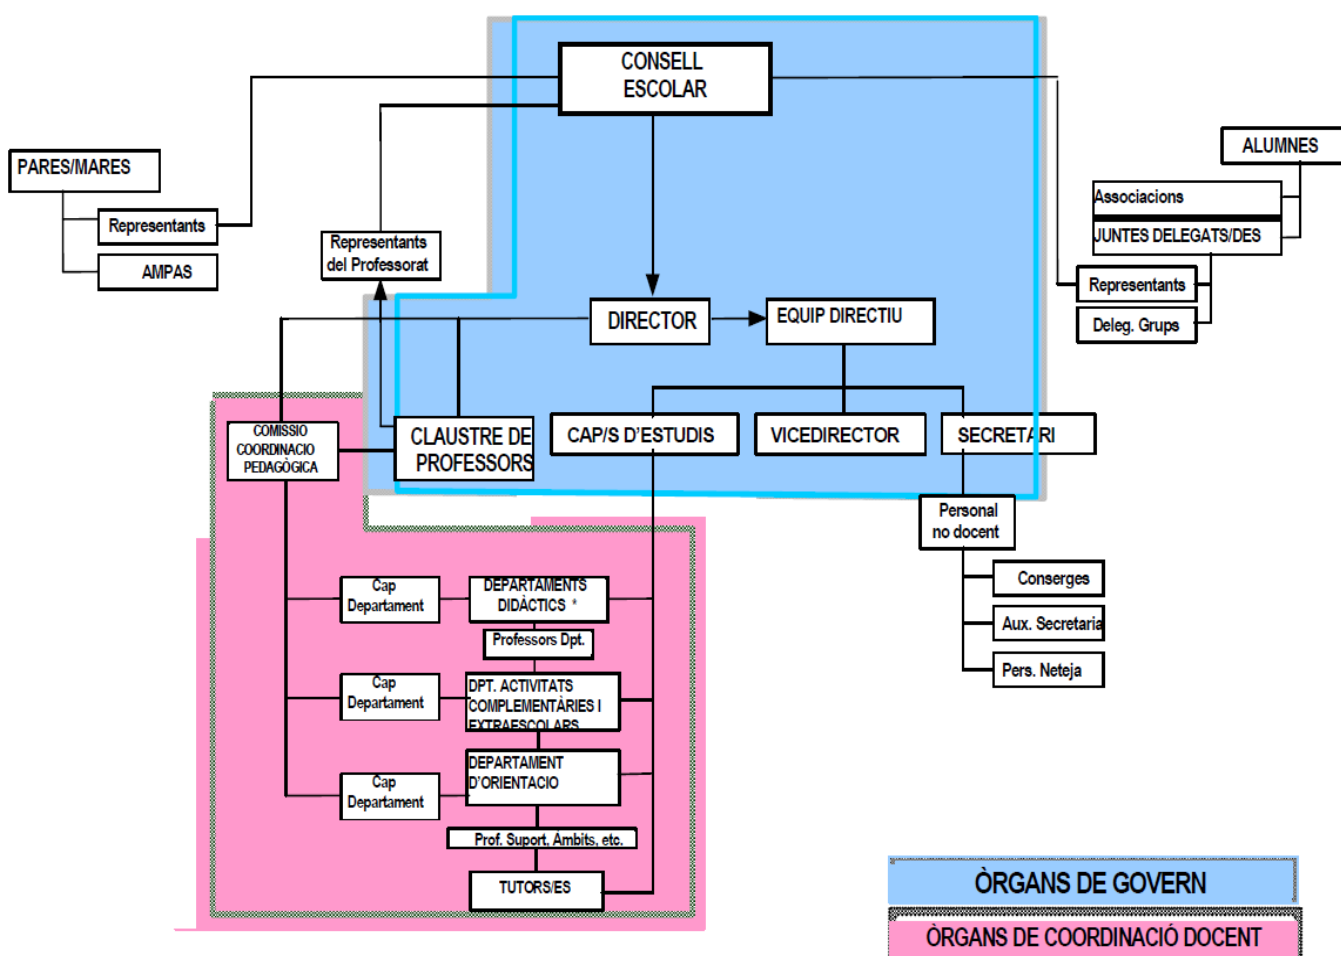 CONSELL
ESCOLAR
PARES/MARES
Representants
AMPAS
Representants
del Professorat
ALUMNES
Associacions
JUNTES DELEGATS/DES
Representants
Deleg. Grups
DIRECTOR
EQUIP DIRECTIU
COMISSIO
COORDINACIO
PEDAGÒGICA
CLAUSTRE DE
PROFESSORS
CAP/S D'ESTUDIS
VICEDIRECTOR
SECRETARI
Personal
no docent
Conserges
Aux. Secretaria
Pers. Neteja
Cap
Departament
DEPARTAMENTS
DIDÀCTICS *
Professors Dpt.
Cap
Departament
DPT. ACTIVITATS
COMPLEMENTÀRIES I
EXTRAESCOLARS
Cap
Departament
DEPARTAMENT
D'ORIENTACIO
Prof. Suport, Àmbits, etc.
TUTORS/ES
ÒRGANS DE GOVERN
ÒRGANS DE COORDINACIÓ DOCENT